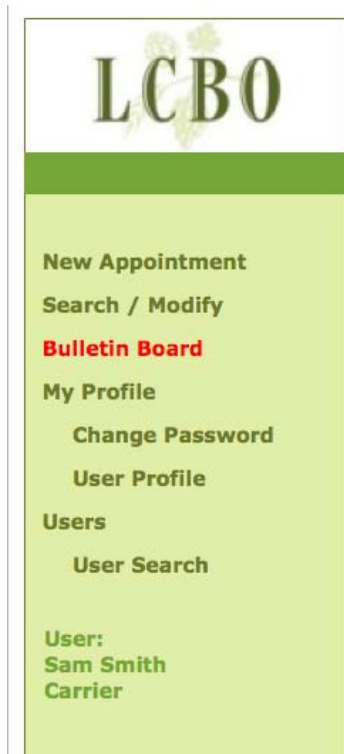 LCBO
New Appointment
Search / Modify
Bulletin Board
My Profile
Change Password
User Profile
Users
User Search
User:
Sam Smith
Carrier